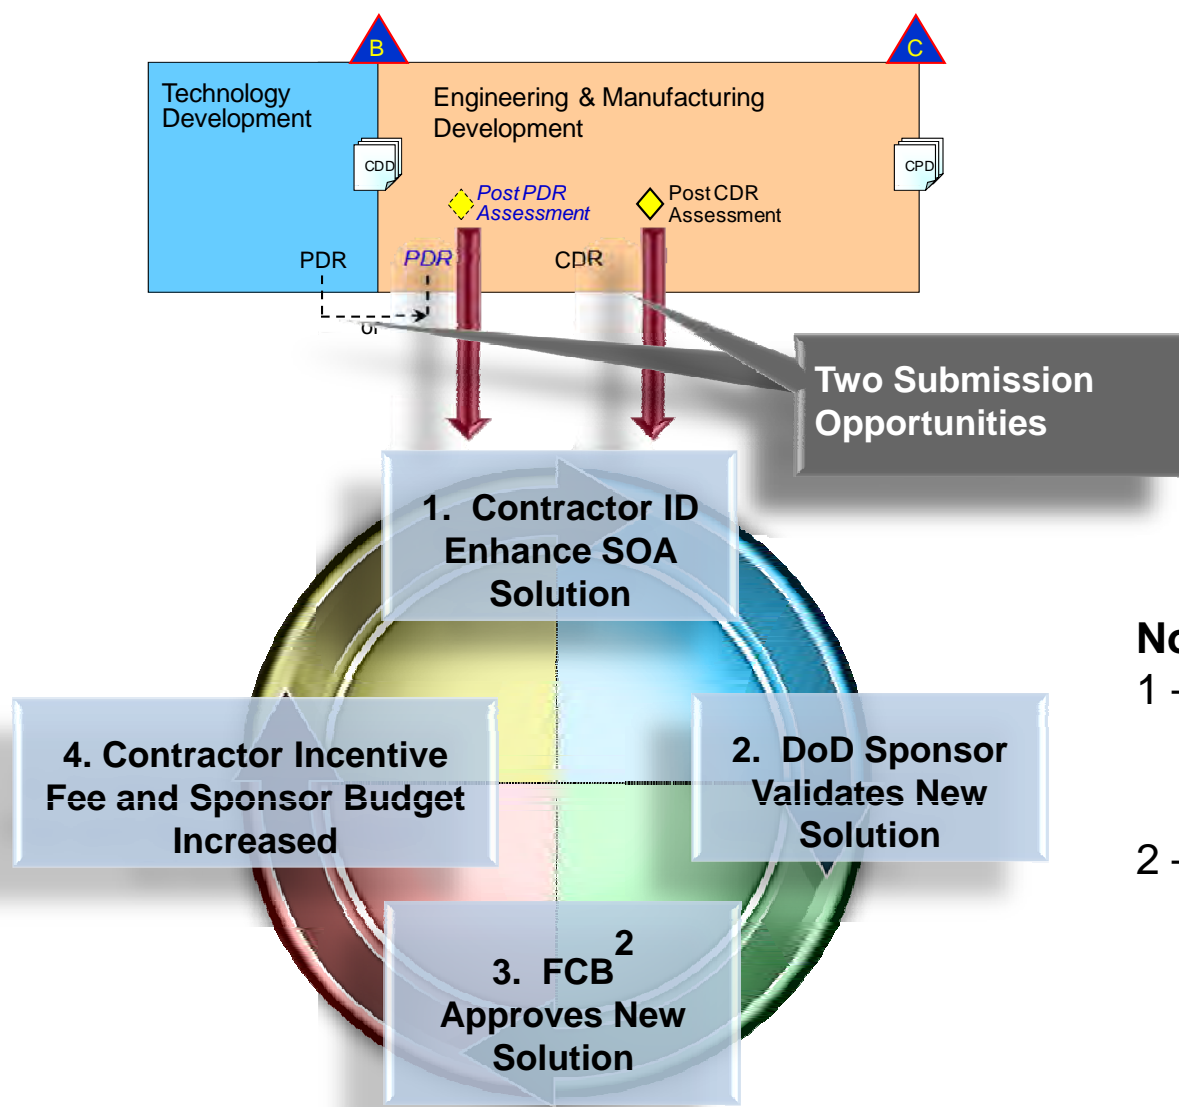 B
C
Technology
Development
Engineering & Manufacturing
Development
CDD
CPD
Post PDR
Assessment
Post CDR
Assessment
PDR
PDR
CDR
Two Submission
Opportunities
1. Contractor ID
Enhance SOA
Solution
2. DoD Sponsor
Validates New
Solution
3. FCB2
Approves New
Solution
4. Contractor Incentive
Fee and Sponsor Budget
Increased
1 -
2 -